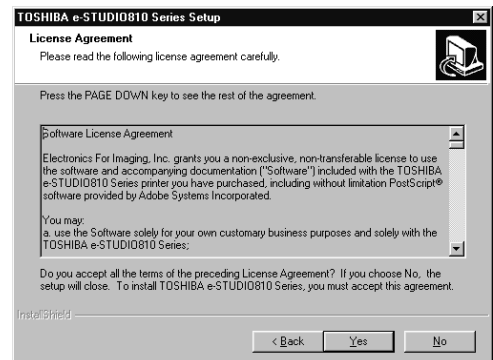 TOSHIBA e-STUDIO810 Series Setup
License Agreement
Please read the following license agreement carefully.
Press the PAGE DOWN key to see the rest of the agreement.
Software License Agreement
Electronics For Imaging, Inc. grants you a non-exclusive, non-transferable license to use
the software and accompanying documentation ("Software") included with the TOSHIBA
e-STUDIO810 Series printer you have purchased, including without limitation PostScript®
software provided by Adobe Systems Incorporated.
You may:
a. use the Software solely for your own customary business purposes and solely with the
TOSHIBA e-STUDIO810 Series;
Do you accept all the terms of the preceding License Agreement? If you choose No, the
setup will close. To install TOSHIBA e-STUDIO810 Series, you must accept this agreement.
InstallShield
< Back Yes No